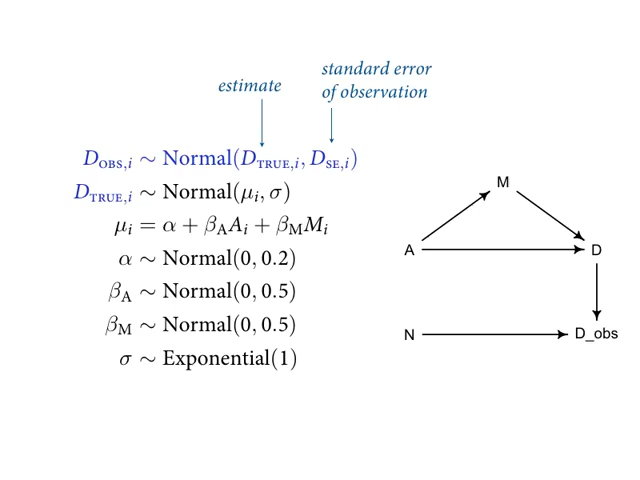 estimate
standard error
of observation
D_OBS,i ~ Normal(D_TRUE,i, D_SE,i)
D_TRUE,i ~ Normal(μ_i, σ)
μ_i = α + β_A A_i + β_M M_i
α ~ Normal(0, 0.2)
β_A ~ Normal(0, 0.5)
β_M ~ Normal(0, 0.5)
σ ~ Exponential(1)
M
A
D
N
D_obs